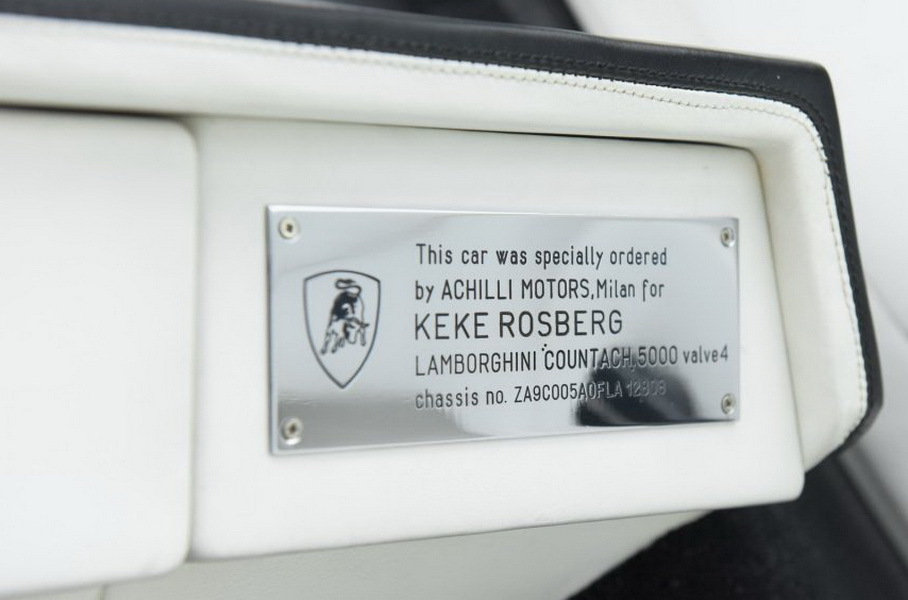 This car was specially ordered
by ACHILLI MOTORS, Milan for
KEKE ROSBERG
LAMBORGHINI COUNTACH, 5000 valve4
chassis no. ZA9C005A0FLA